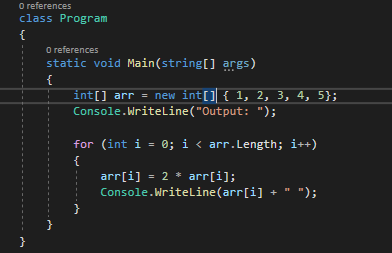 0 references
class Program
{
0 references
static void Main(string[] args)
{
int[] arr = new int[] { 1, 2, 3, 4, 5};
Console.WriteLine("Output: ");
for (int i = 0; i < arr.Length; i++)
{
arr[i] = 2 * arr[i];
Console.WriteLine(arr[i] + " ");
}
}
}